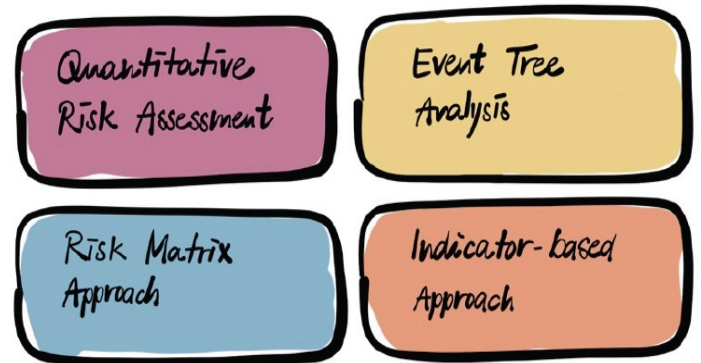 Quantitative
Risk Assessment
Event Tree
Analysis
Risk Matrix
Approach
Indicator-based
Approach